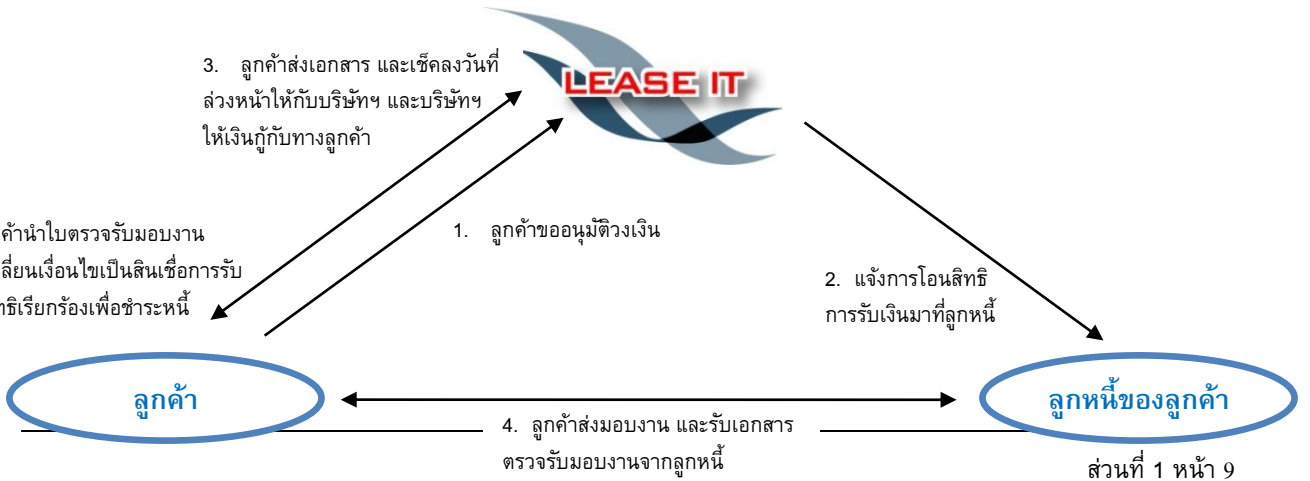 LEASE IT
3. ลูกค้าส่งเอกสาร และเช็คลงวันที่
ล่วงหน้าให้กับบริษัทฯ และบริษัทฯ
ให้เงินกู้กับทางลูกค้า
1. ลูกค้าขออนุมัติวงเงิน
ค้านำใบตรวจรับมอบงาน
ลี่ยนเงื่อนไขเป็นสินเชื่อการรับ
ทธิเรียกร้องเพื่อชำระหนี้
2. แจ้งการโอนสิทธิ
การรับเงินมาที่ลูกหนี้
ลูกค้า
ลูกหนี้ของลูกค้า
4. ลูกค้าส่งมอบงาน และรับเอกสาร
ตรวจรับมอบงานจากลูกหนี้
ส่วนที่ 1 หน้า 9